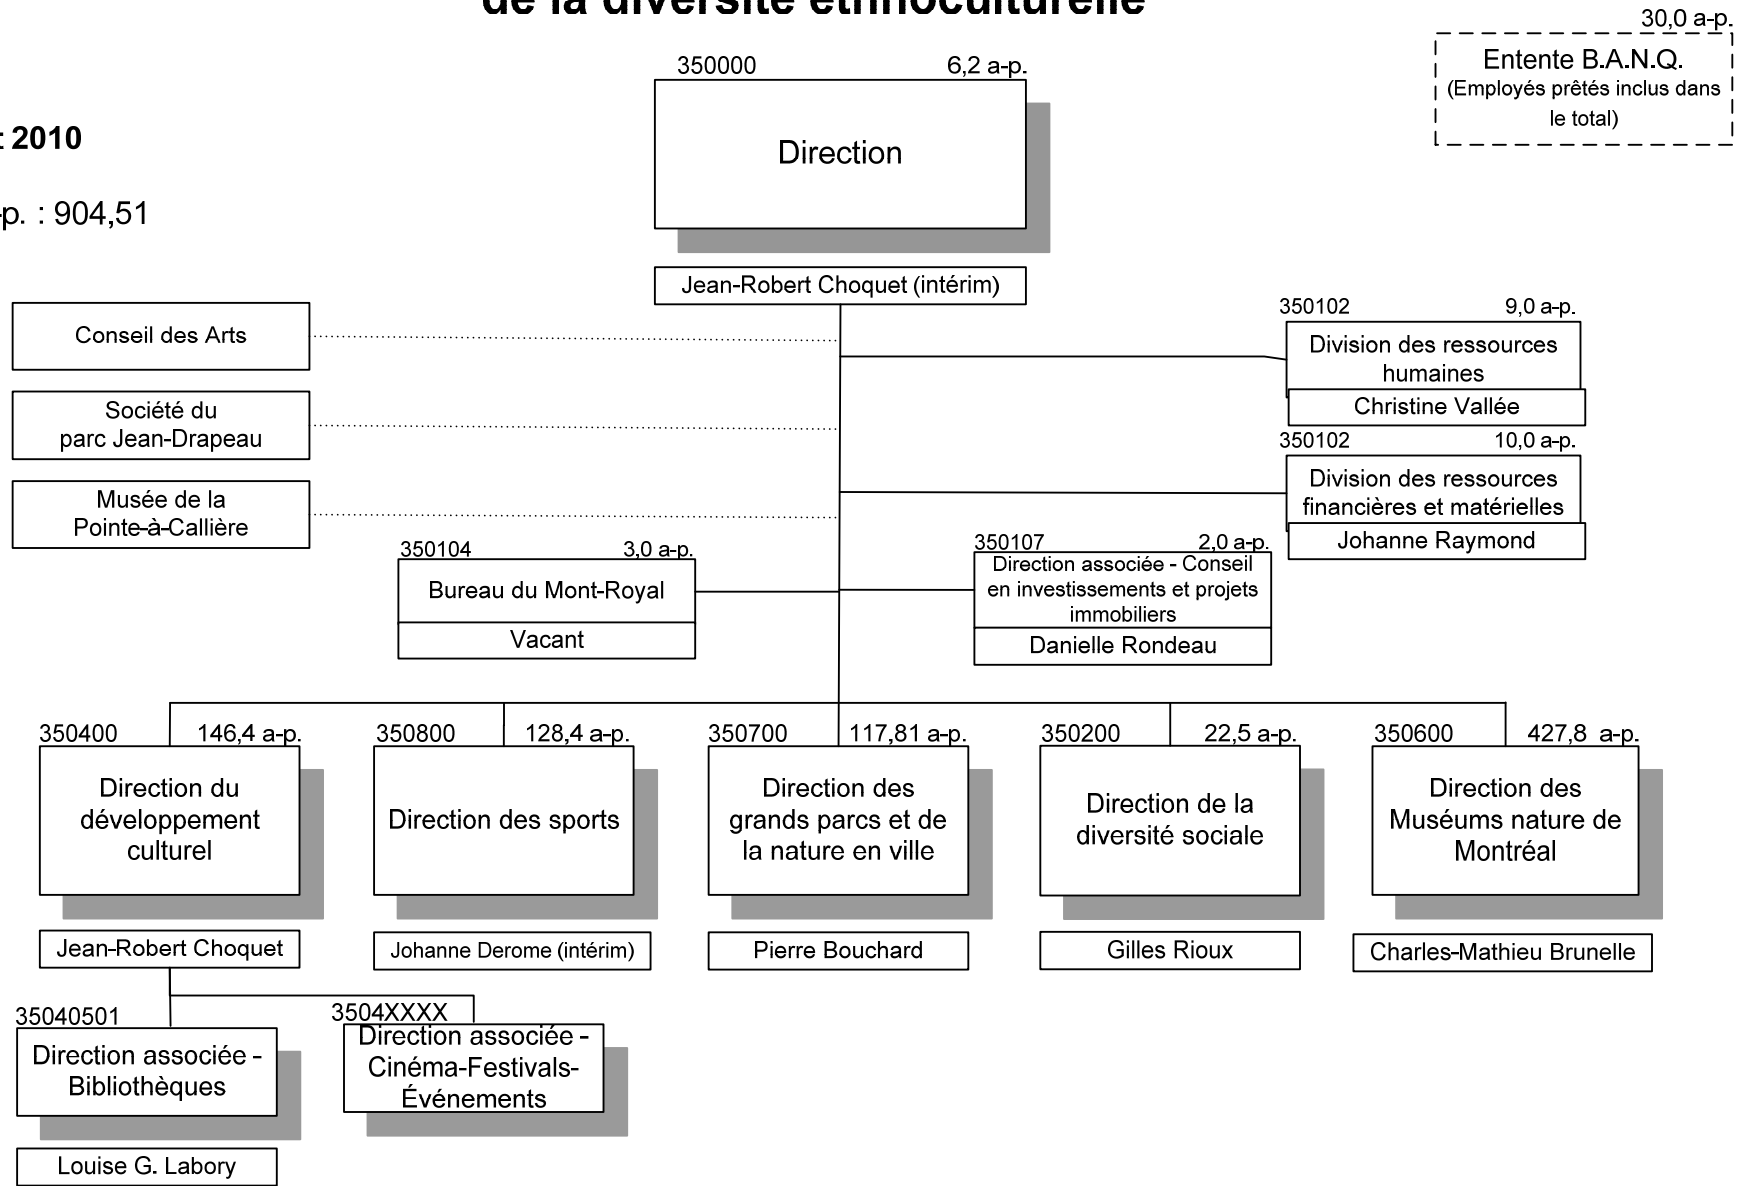 de la diversité ethnoculturelle
30,0 a-p.
Entente B.A.N.Q.
(Employés prêtés inclus dans
le total)
350000 6,2 a-p.
Direction
2010
p. : 904,51
Jean-Robert Choquet (intérim)
Conseil des Arts
Société du
parc Jean-Drapeau
Musée de la
Pointe-à-Callière
350102 9,0 a-p.
Division des ressources
humaines
Christine Vallée
350102 10,0 a-p.
Division des ressources
financières et matérielles
Johanne Raymond
350104 3,0 a-p.
Bureau du Mont-Royal
Vacant
350107 2,0 a-p.
Direction associée - Conseil
en investissements et projets
immobiliers
Danielle Rondeau
350400 146,4 a-p.
Direction du
développement
culturel
Jean-Robert Choquet
350800 128,4 a-p.
Direction des sports
Johanne Derome (intérim)
350700 117,81 a-p.
Direction des
grands parcs et de
la nature en ville
Pierre Bouchard
350200 22,5 a-p.
Direction de la
diversité sociale
Gilles Rioux
350600 427,8 a-p.
Direction des
Muséums nature de
Montréal
Charles-Mathieu Brunelle
35040501
Direction associée -
Bibliothèques
Louise G. Labory
3504XXXX
Direction associée -
Cinéma-Festivals-
Événements